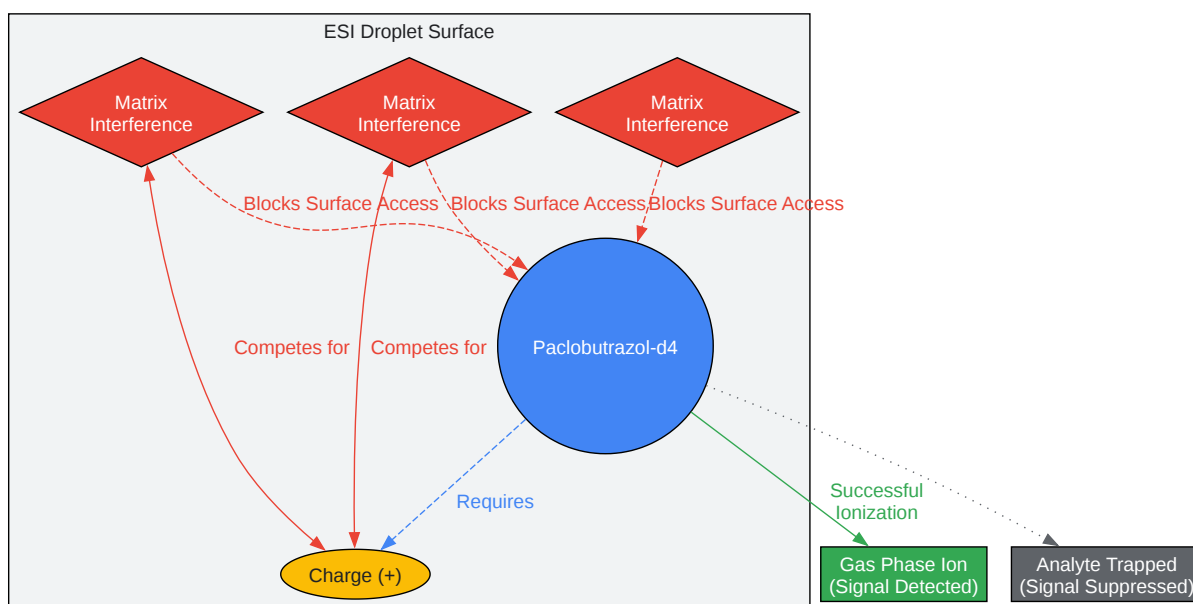 ESI Droplet Surface
Matrix
Interference
Matrix
Interference
Matrix
Interference
Blocks Surface Access
Blocks Surface Access
Blocks Surface Access
Competes for
Competes for
Paclobutrazol-d4
Requires
Successful
Ionization
Charge (+)
Gas Phase Ion
(Signal Detected)
Analyte Trapped
(Signal Suppressed)